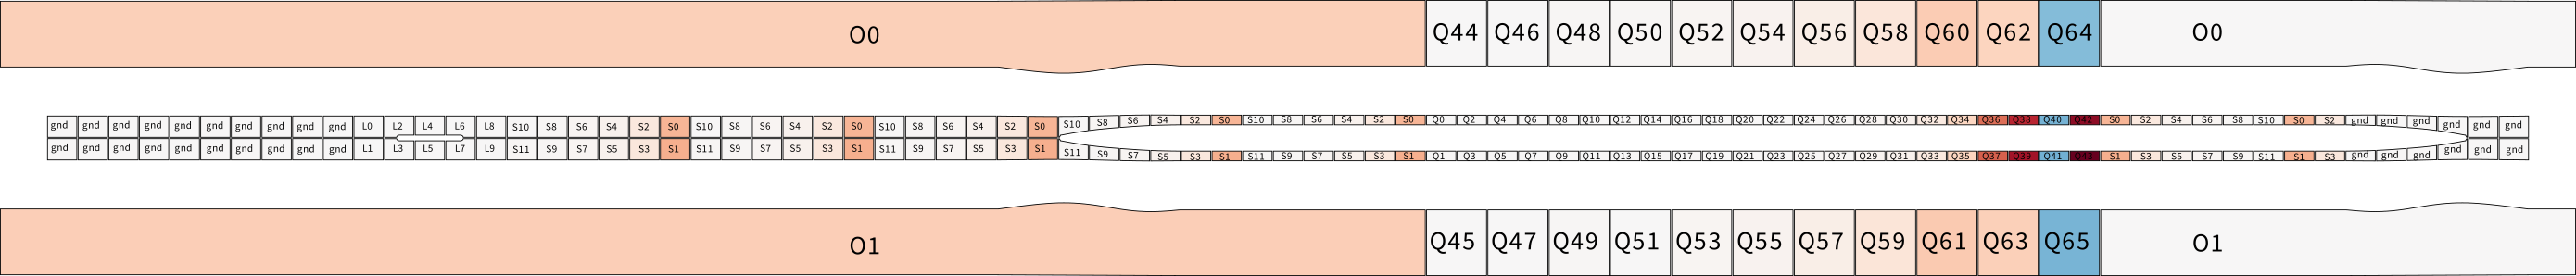 O0 Q44 Q46 Q48 Q50 Q52 Q54 Q56 Q58 Q60 Q62 Q64 O0
gnd gnd gnd gnd gnd gnd gnd gnd gnd gnd L0 L2 L4 L6 L8 S10 S8 S6 S4 S2 S0 S10 S8 S6 S4 S2 S0 S10 S8 S6 S4 S2 S0 S10 S8 S6 S4 S2 S0 S10 S8 S6 S4 S2 S0 Q0 Q2 Q4 Q6 Q8 Q10 Q12 Q14 Q16 Q18 Q20 Q22 Q24 Q26 Q28 Q30 Q32 Q34 Q36 Q38 Q40 Q42 S0 S2 S4 S6 S8 S10 S0 S2 gnd gnd gnd gnd gnd gnd
gnd gnd gnd gnd gnd gnd gnd gnd gnd gnd L1 L3 L5 L7 L9 S11 S9 S7 S5 S3 S1 S11 S9 S7 S5 S3 S1 S11 S9 S7 S5 S3 S1 S11 S9 S7 S5 S3 S1 S11 S9 S7 S5 S3 S1 Q1 Q3 Q5 Q7 Q9 Q11 Q13 Q15 Q17 Q19 Q21 Q23 Q25 Q27 Q29 Q31 Q33 Q35 Q37 Q39 Q41 Q43 S1 S3 S5 S7 S9 S11 S1 S3 gnd gnd gnd gnd gnd gnd
O1 Q45 Q47 Q49 Q51 Q53 Q55 Q57 Q59 Q61 Q63 Q65 O1